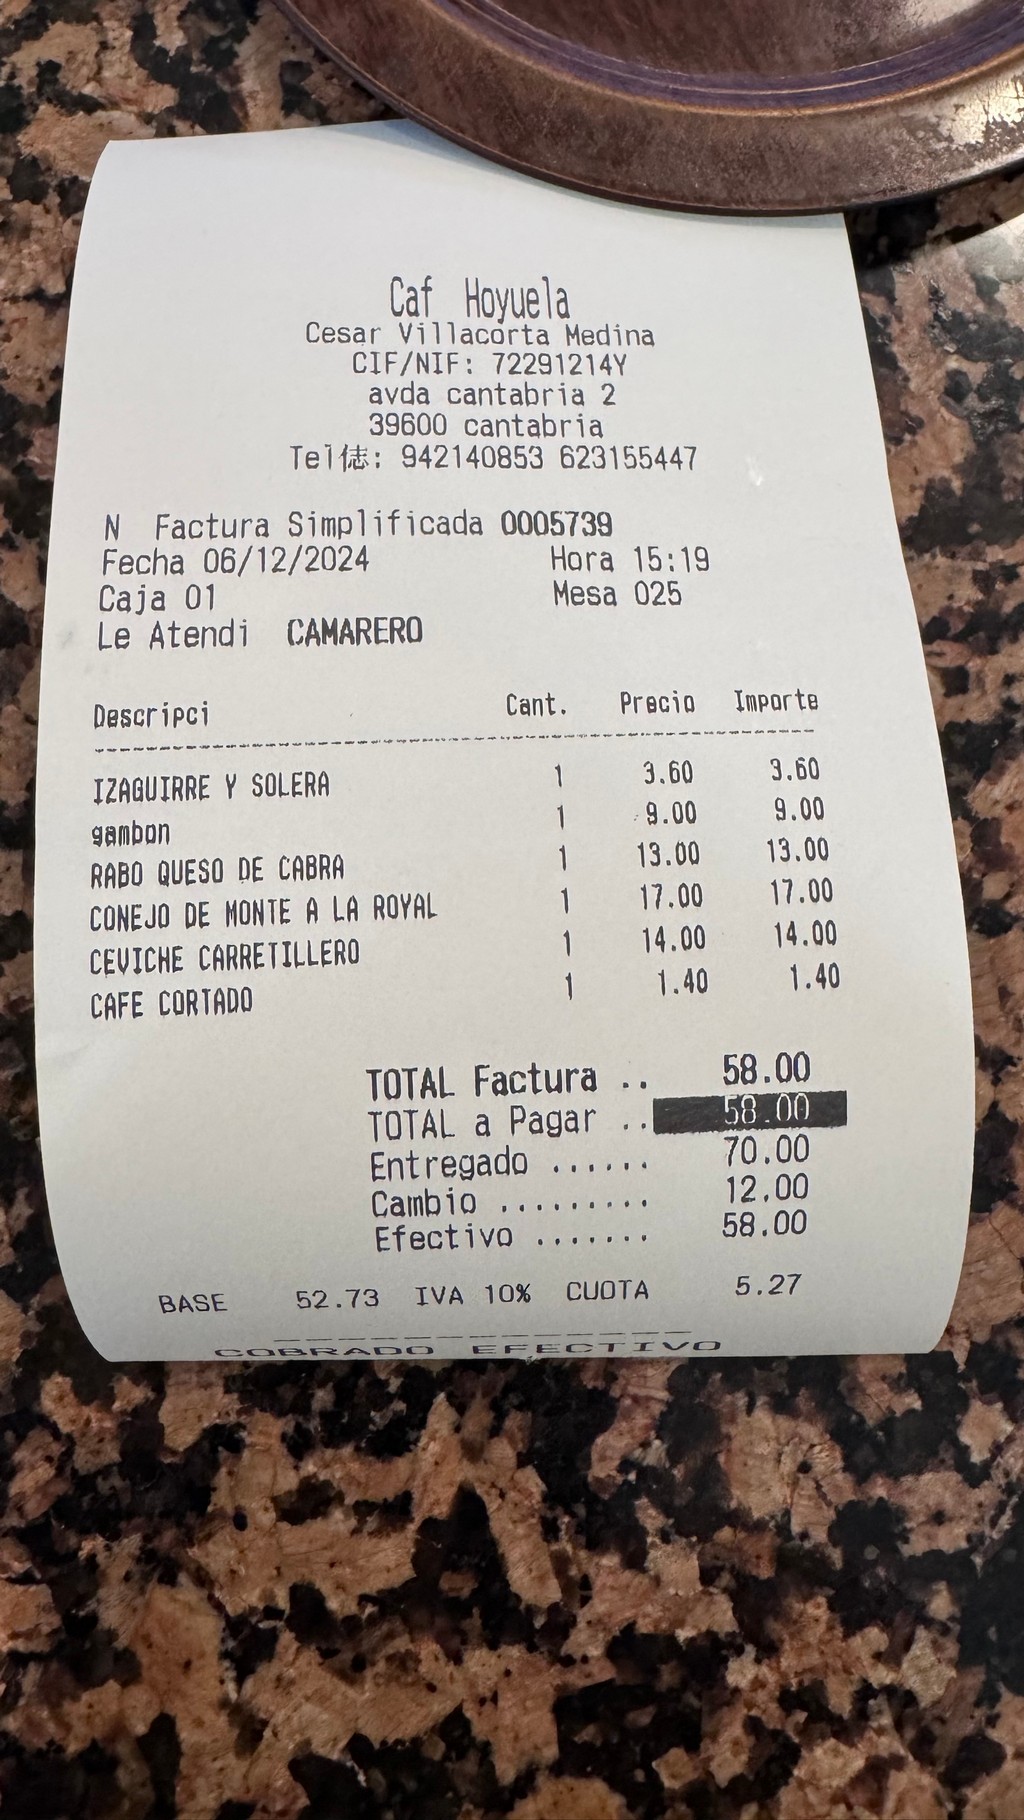 Caf Hoyuela
Cesar Villacorta Medina
CIF/NIF: 72291214Y
avda cantabria 2
39600 cantabria
Tel: 942140853 623155447
N Factura Simplificada 0005739
Fecha 06/12/2024 Hora 15:19
Caja 01 Mesa 025
Le Atendi CAMARERO
Descripci Cant. Precio Importe
IZAGUIRRE Y SOLERA 1 3.60 3.60
gambon 1 9.00 9.00
RABO QUESO DE CABRA 1 13.00 13.00
CONEJO DE MONTE A LA ROYAL 1 17.00 17.00
CEVICHE CARRETILLERO 1 14.00 14.00
CAFE CORTADO 1 1.40 1.40
TOTAL Factura .. 58.00
TOTAL a Pagar .. 58.00
Entregado ...... 70.00
Cambio ......... 12.00
Efectivo ....... 58.00
BASE 52.73 IVA 10% CUOTA 5.27
COBRADO EFECTIVO